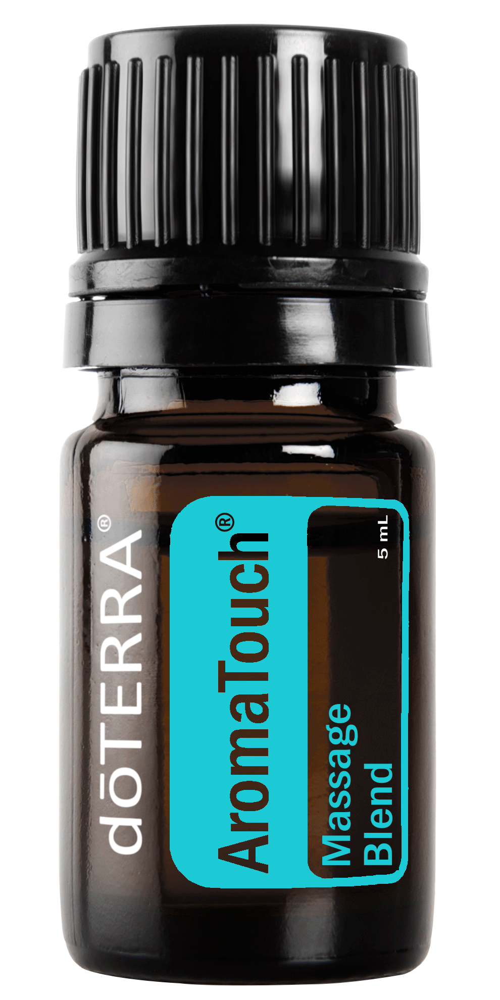 dōTERRA®
AromaTouch®
Massage
Blend
5 mL